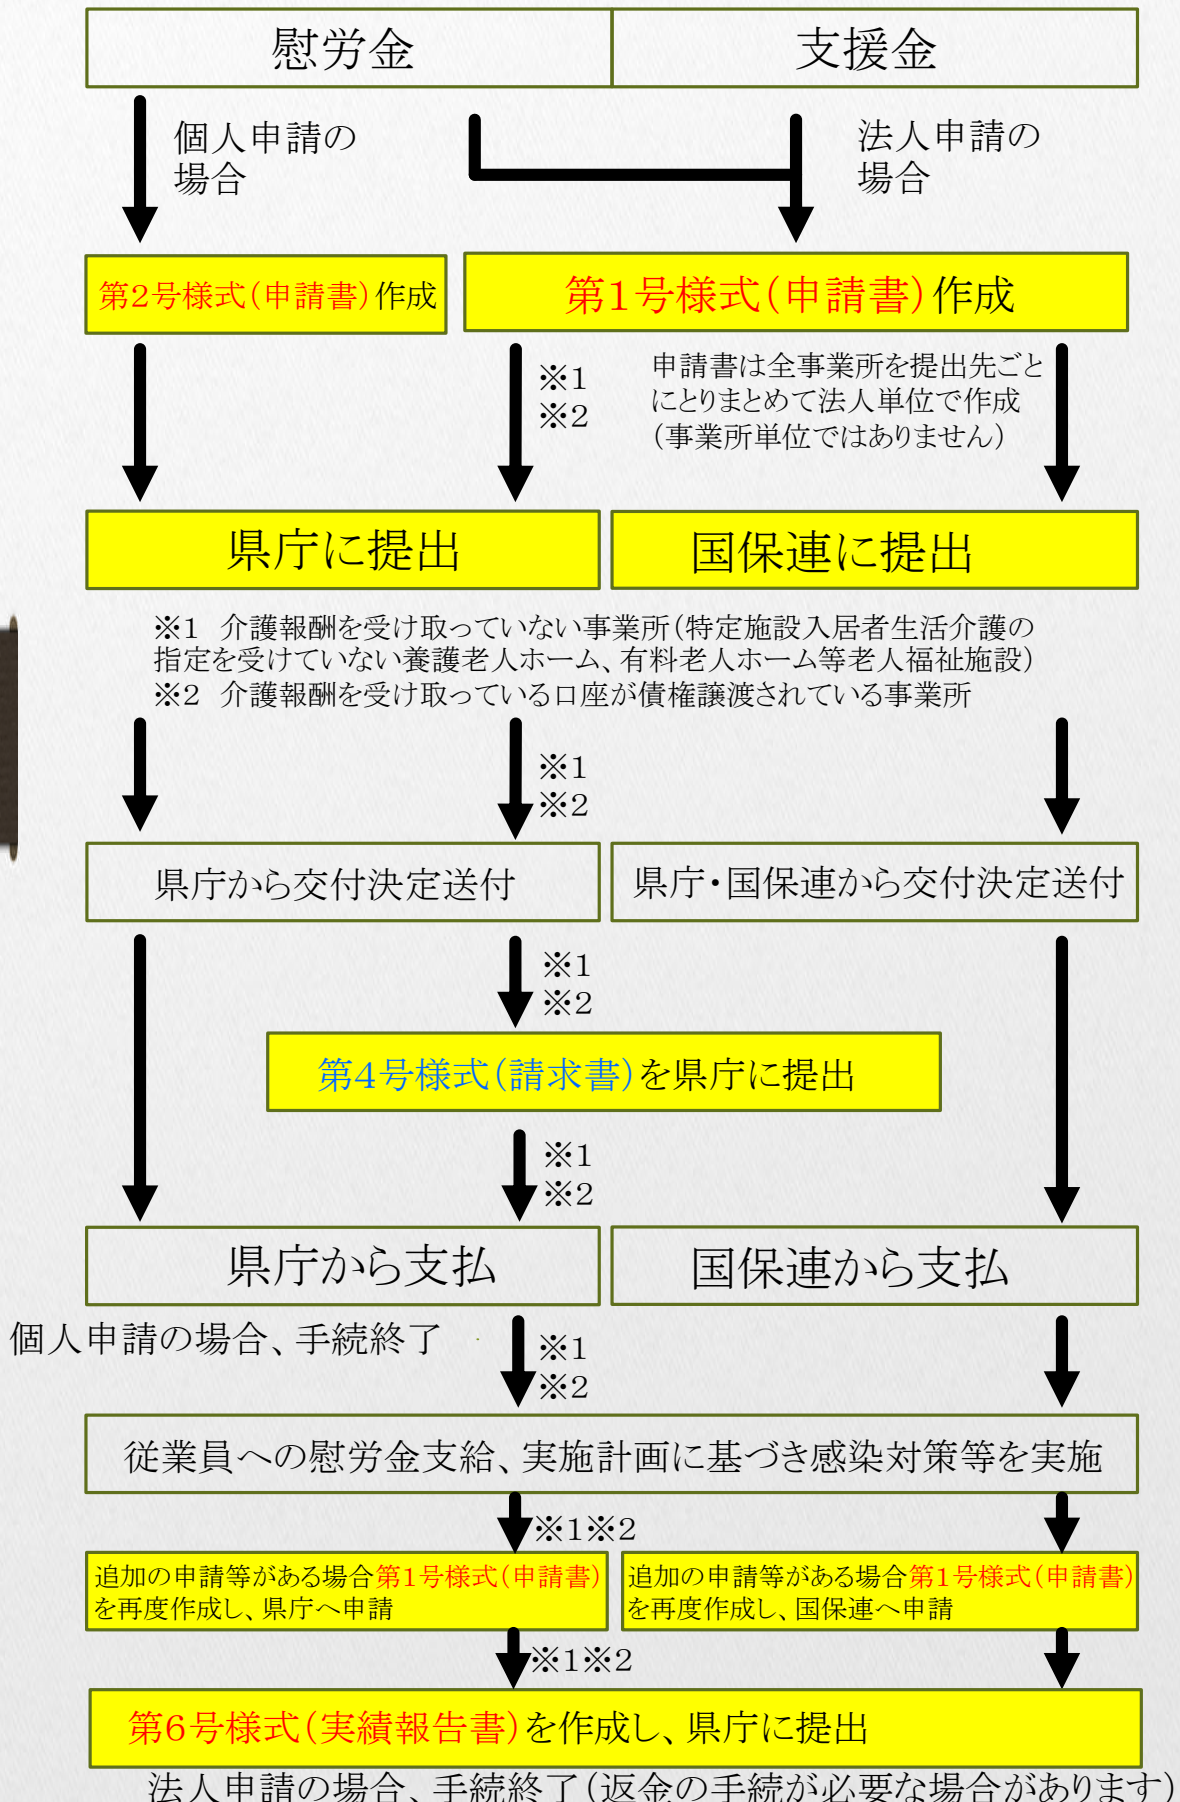 慰労金
支援金
個人申請の
場合
法人申請の
場合
第2号様式(申請書)作成
第1号様式(申請書)作成
※1
※2
申請書は全事業所を提出先ごと
にとりまとめて法人単位で作成
(事業所単位ではありません)
県庁に提出
国保連に提出
※1 介護報酬を受け取っていない事業所(特定施設入居者生活介護の
指定を受けていない養護老人ホーム、有料老人ホーム等老人福祉施設)
※2 介護報酬を受け取っている口座が債権譲渡されている事業所
※1
※2
県庁から交付決定送付
県庁・国保連から交付決定送付
※1
※2
第4号様式(請求書)を県庁に提出
※1
※2
県庁から支払
国保連から支払
個人申請の場合、手続終了
※1
※2
従業員への慰労金支給、実施計画に基づき感染対策等を実施
※1※2
追加の申請等がある場合第1号様式(申請書)
を再度作成し、県庁へ申請
追加の申請等がある場合第1号様式(申請書)
を再度作成し、国保連へ申請
※1※2
第6号様式(実績報告書)を作成し、県庁に提出
法人申請の場合、手続終了(返金の手続が必要な場合があります)